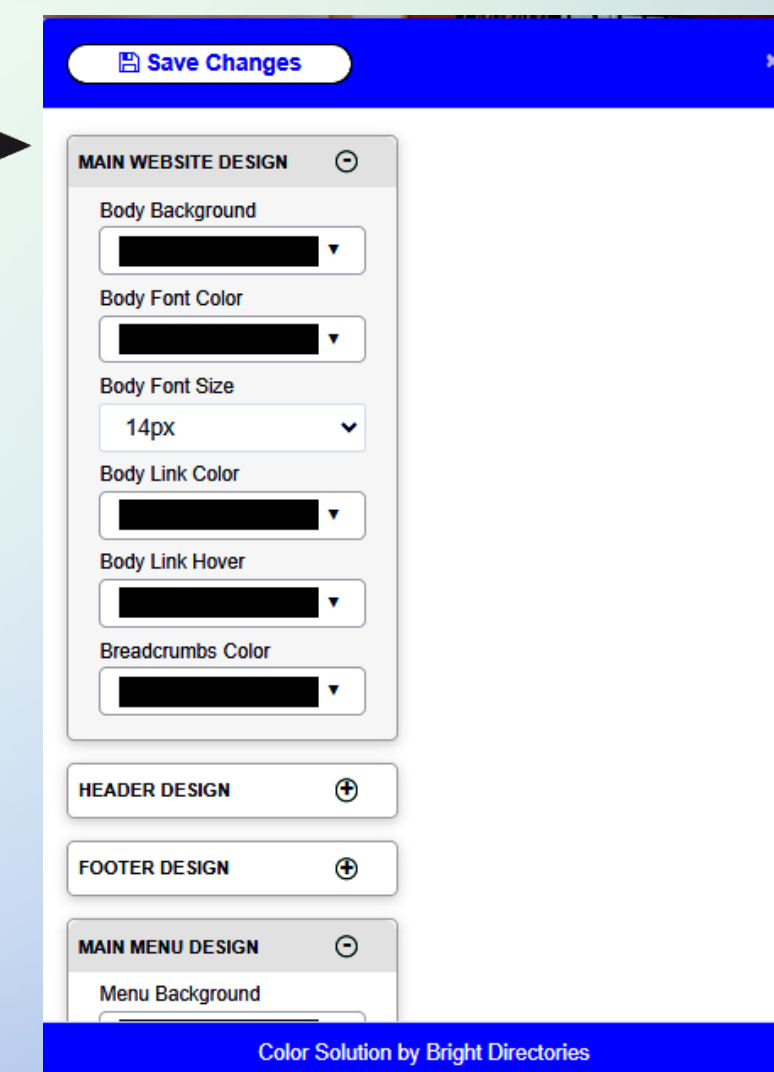 Save Changes
MAIN WEBSITE DESIGN
Body Background
Body Font Color
Body Font Size
14px
Body Link Color
Body Link Hover
Breadcrumbs Color
HEADER DESIGN
FOOTER DESIGN
MAIN MENU DESIGN
Menu Background
Color Solution by Bright Directories